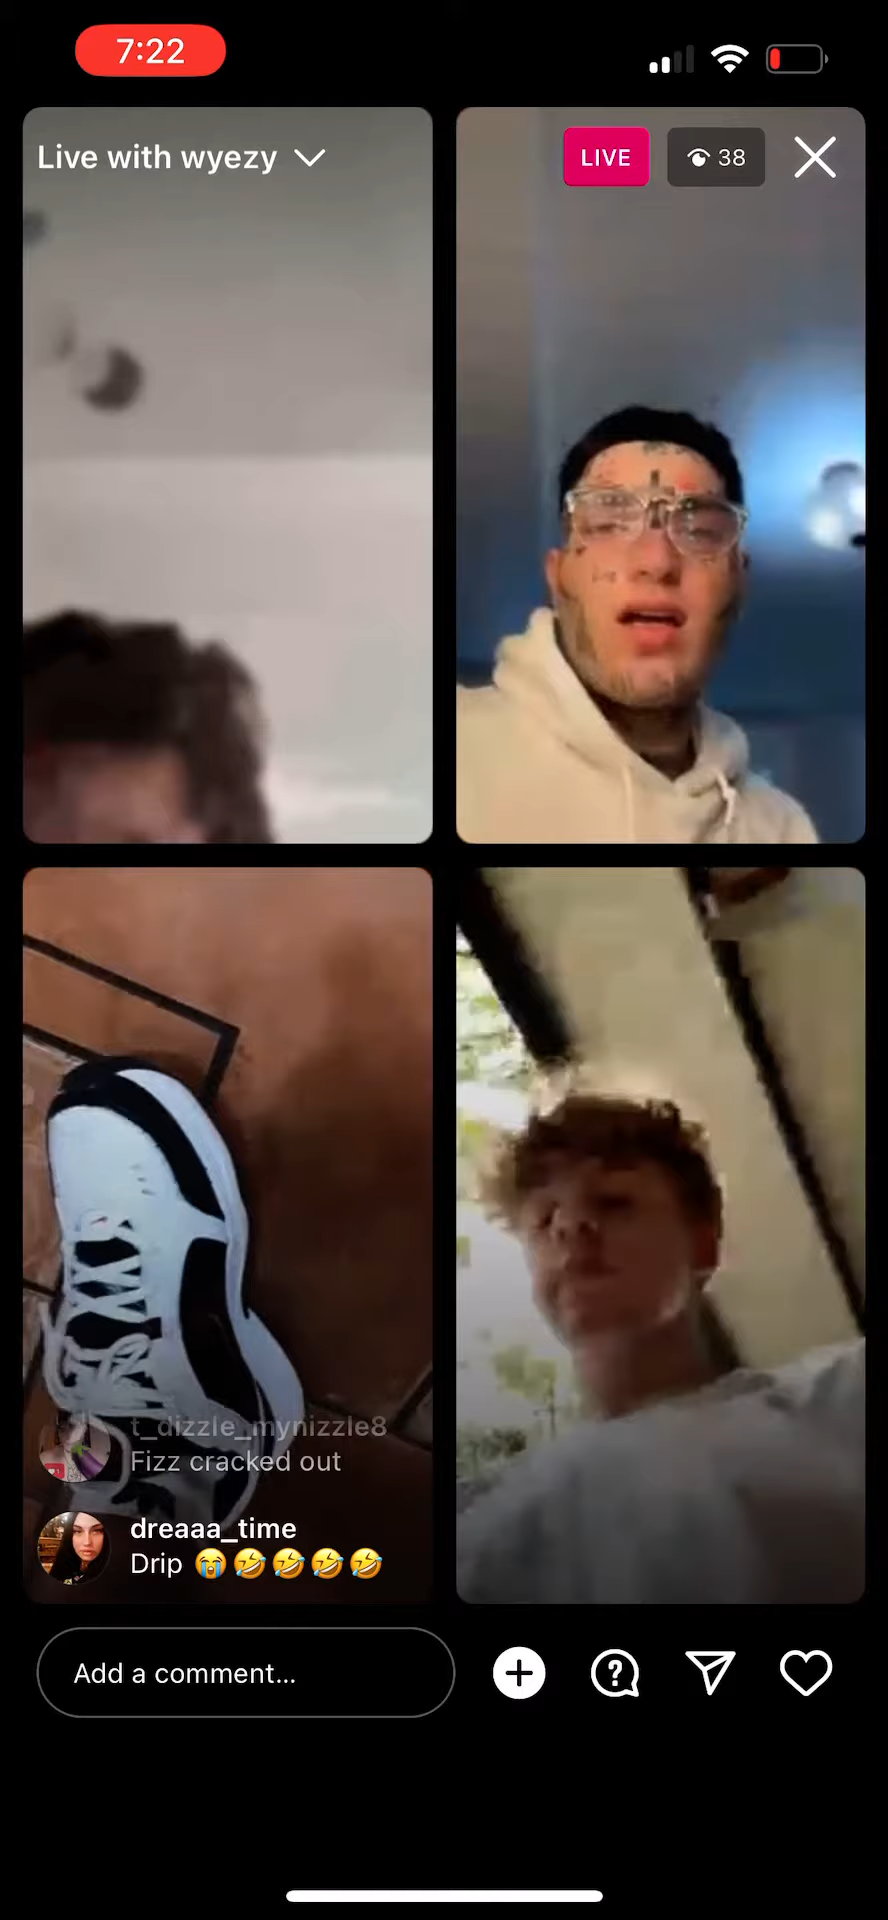 7:22
Live with wyezy
LIVE
38
t_dizzle_mynizzle8
Fizz cracked out
dreaaa_time
Drip 😭🤣🤣🤣🤣
Add a comment...